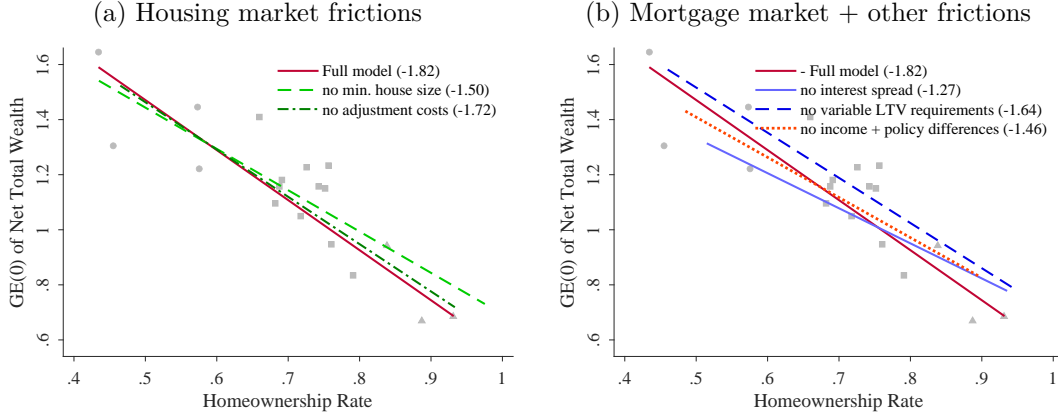 (a) Housing market frictions
GE(0) of Net Total Wealth
1.6
1.4
1.2
1
.8
.6
Full model (-1.82)
no min. house size (-1.50)
no adjustment costs (-1.72)
.4 .5 .6 .7 .8 .9 1
Homeownership Rate
(b) Mortgage market + other frictions
GE(0) of Net Total Wealth
1.6
1.4
1.2
1
.8
.6
- Full model (-1.82)
no interest spread (-1.27)
no variable LTV requirements (-1.64)
no income + policy differences (-1.46)
.4 .5 .6 .7 .8 .9 1
Homeownership Rate